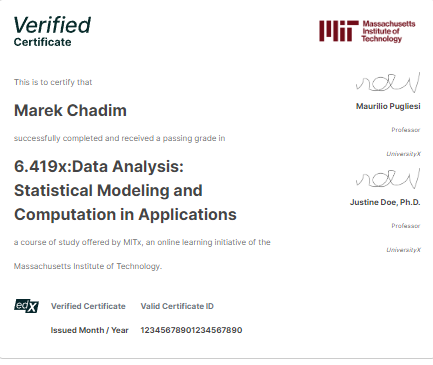 Verified
Certificate
Massachusetts
Institute of
Technology
This is to certify that
Marek Chadim
successfully completed and received a passing grade in
6.419x:Data Analysis:
Statistical Modeling and
Computation in Applications
a course of study offered by MITx, an online learning initiative of the
Massachusetts Institute of Technology.
Maurilio Pugliesi
Professor
UniversityX
Justine Doe, Ph.D.
Professor
UniversityX
edX
Verified Certificate
Issued Month / Year
Valid Certificate ID
12345678901234567890